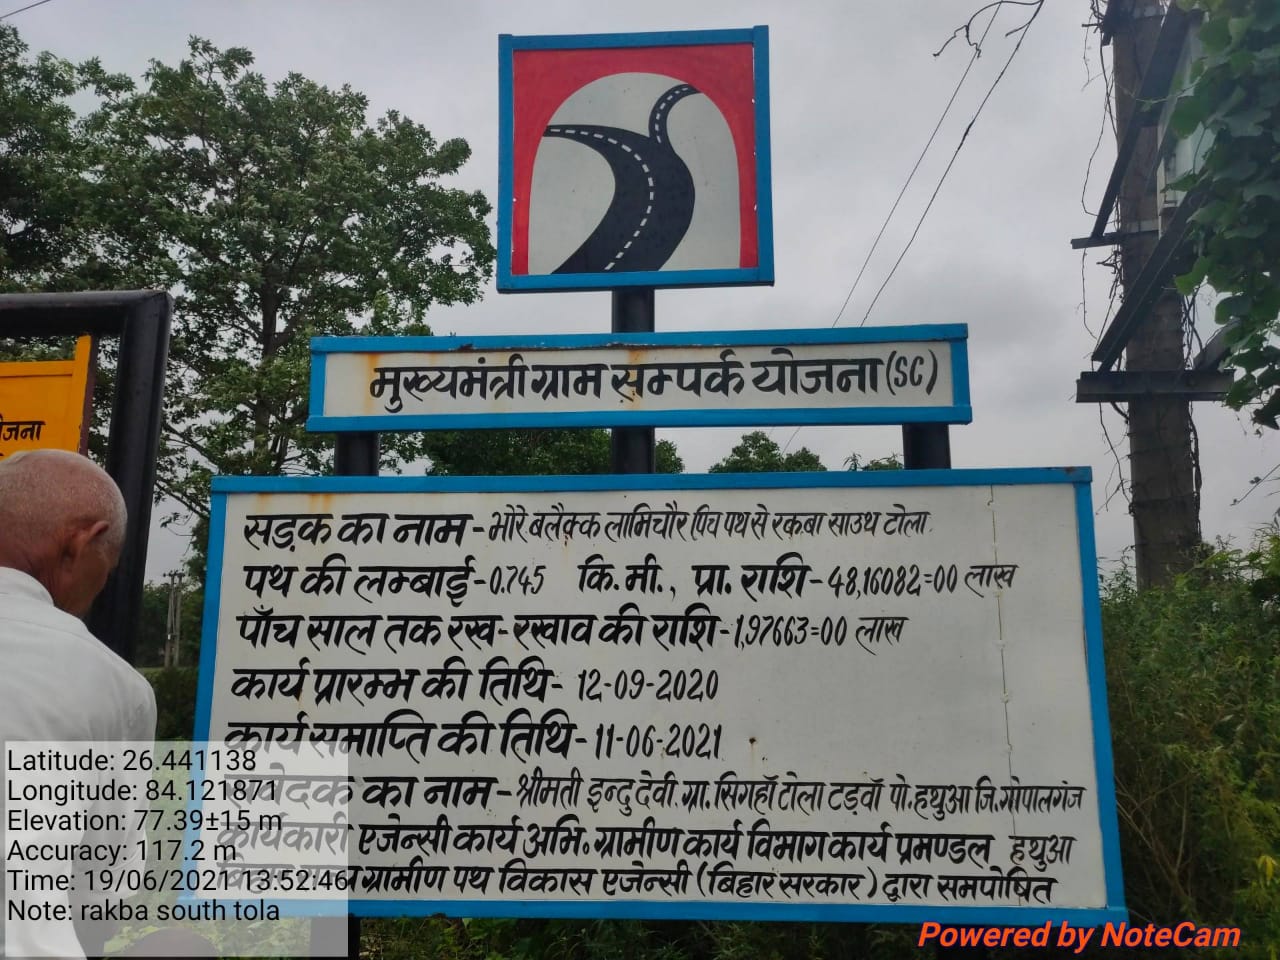 जना
मुख्यमंत्री ग्राम सम्पर्क योजना (SC)
सड़क का नाम - भोरे बलैक्क लामिचौर पिच पथ से रकबा साउथ टोला
पथ की लम्बाई - 0.745 कि.मी., प्रा. राशि - 48,16082=00 लाख
पाँच साल तक रख-रखाव की राशि - 1,97663=00 लाख
कार्य प्रारम्भ की तिथि - 12-09-2020
कार्य समाप्ति की तिथि - 11-06-2021
का नाम - श्रीमती इन्दु देवी. ग्रा. सिगहाँ टोला टड़वाँ पो. हथुआ जि. गोपालगंज
कार्यकारी एजेन्सी कार्य अभि. ग्रामीण कार्य विभाग कार्य प्रमण्डल हथुआ
ग्रामीण पथ विकास एजेन्सी (बिहार सरकार) द्वारा समपोषित
Latitude: 26.441138
Longitude: 84.121871
Elevation: 77.39±15 m
Accuracy: 117.2 m
Time: 19/06/2021 13:52:46
Note: rakba south tola
Powered by NoteCam